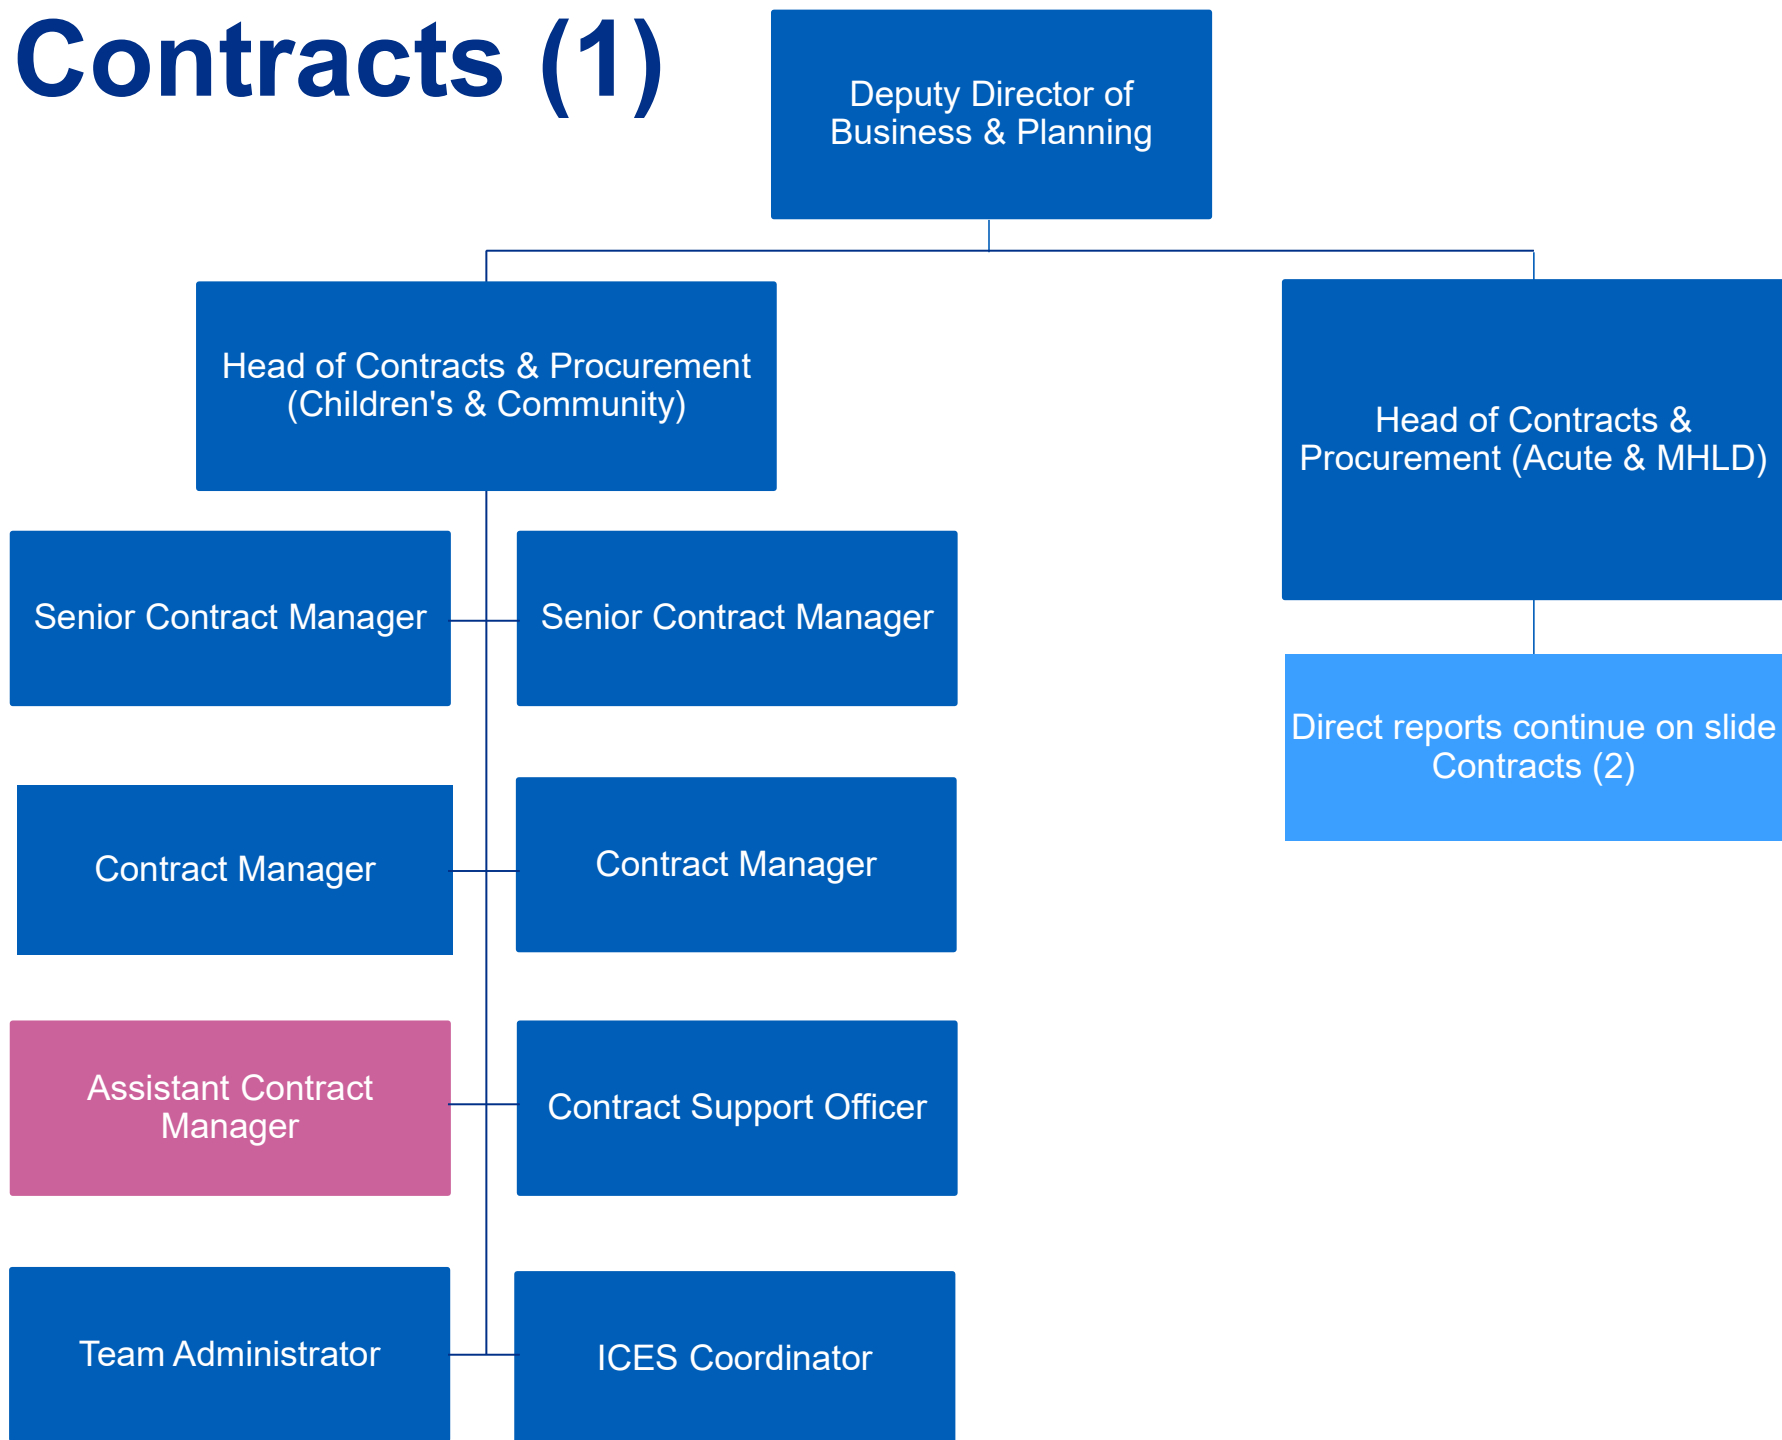 Contracts (1)
Deputy Director of
Business & Planning
Head of Contracts & Procurement
(Children's & Community)
Head of Contracts &
Procurement (Acute & MHLD)
Senior Contract Manager
Senior Contract Manager
Direct reports continue on slide
Contracts (2)
Contract Manager
Contract Manager
Assistant Contract
Manager
Contract Support Officer
Team Administrator
ICES Coordinator